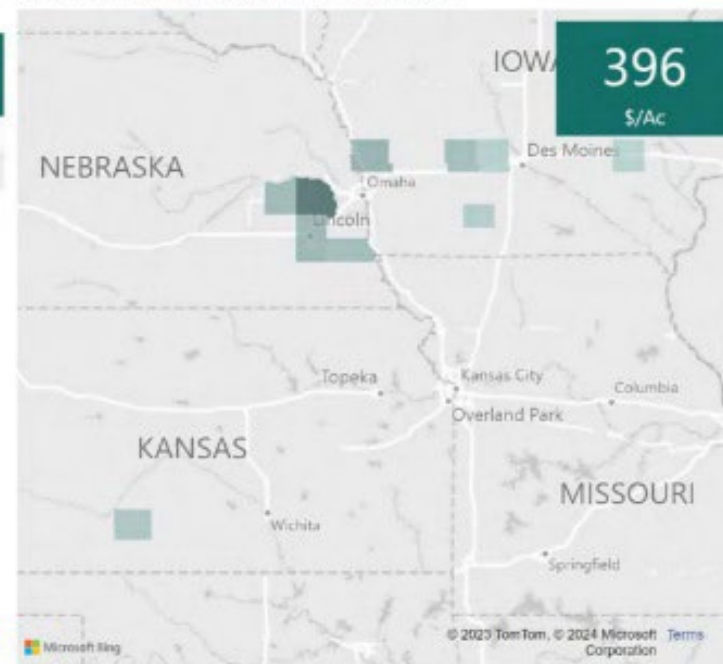 IOWA
396
$/Ac
Des Moines
NEBRASKA
Omaha
Lincoln
Topeka
Kansas City
Columbia
Overland Park
KANSAS
MISSOURI
Wichita
Springfield
© 2023 TomTom, © 2024 Microsoft Terms
Corporation
Microsoft Bing